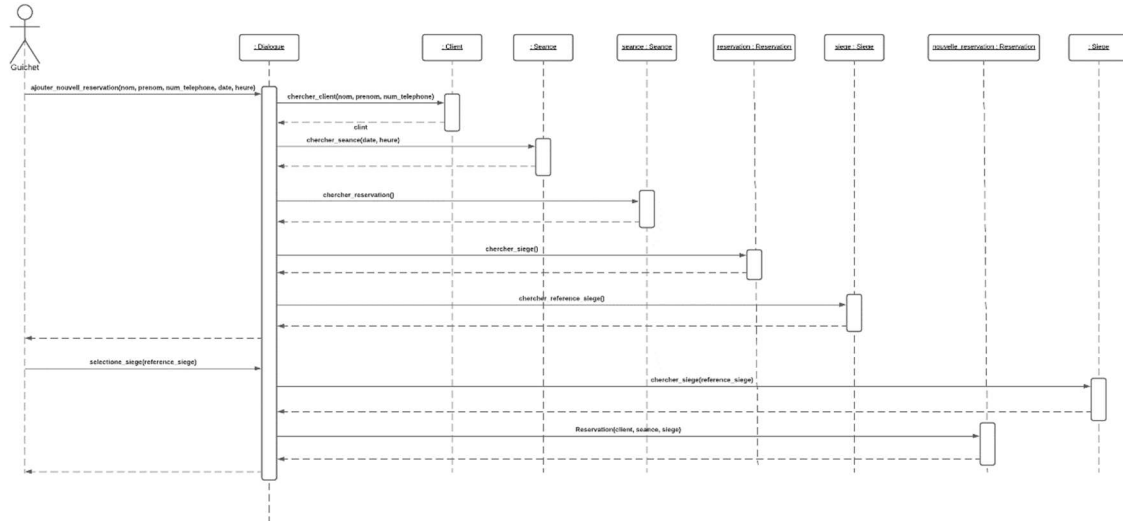 : Dialogue
: Client
: Seance
seance : Seance
reservation : Reservation
siege : Siege
nouvelle_reservation : Reservation
: Siege
Guichet
ajouter_nouvell_reservation(nom, prenom, num_telephone, date, heure)
chercher_client(nom, prenom, num_telephone)
clint
chercher_seance(date, heure)
chercher_reservation()
chercher_siege()
chercher_reference_siege()
selectione_siege(reference_siege)
chercher_siege(reference_siege)
Reservation(client, seance, siege)